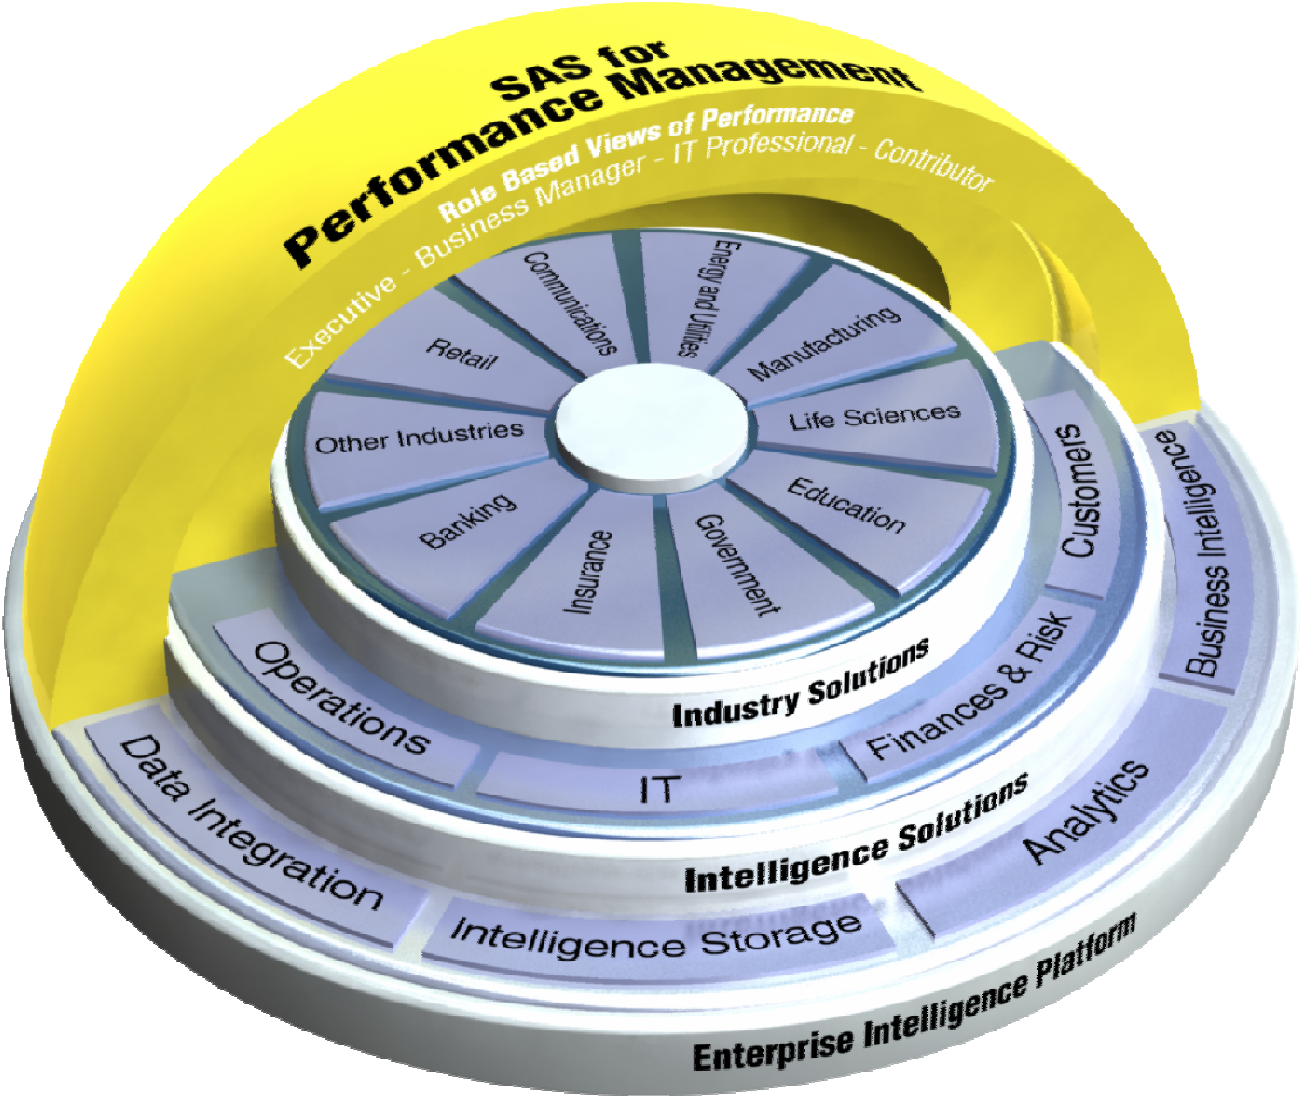 SAS for
Performance Management
Role Based Views of Performance
Executive - Business Manager - IT Professional - Contributor
Communications
Energy and Utilities
Manufacturing
Retail
Life Sciences
Other Industries
Education
Banking
Insurance
Government
Industry Solutions
Customers
Operations
IT
Finances & Risk
Intelligence Solutions
Business Intelligence
Data Integration
Intelligence Storage
Analytics
Enterprise Intelligence Platform